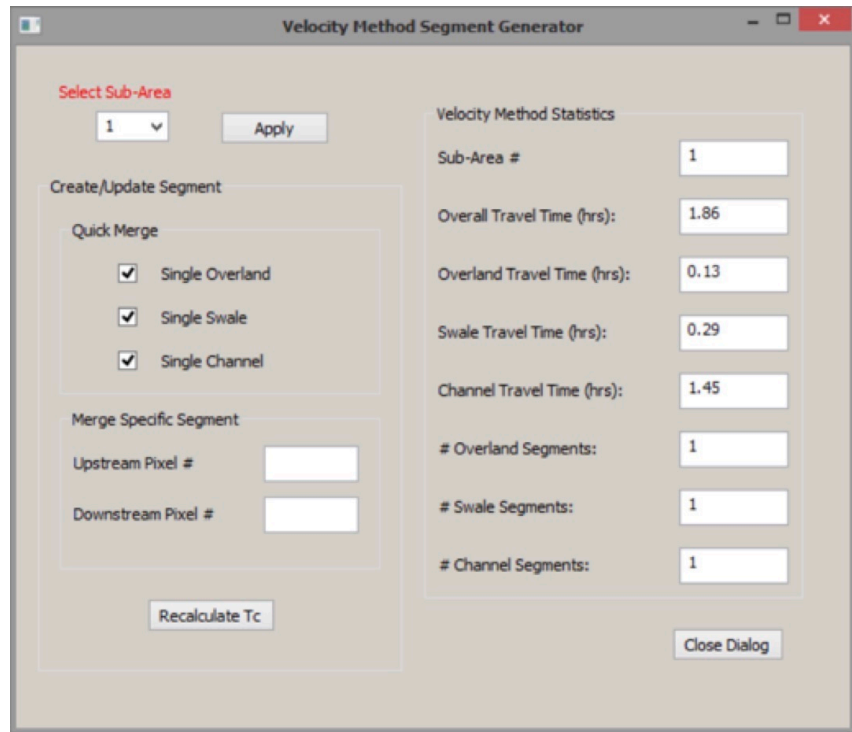 Velocity Method Segment Generator
Select Sub-Area
1
Apply
Create/Update Segment
Quick Merge
Single Overland
Single Swale
Single Channel
Merge Specific Segment
Upstream Pixel #
Downstream Pixel #
Recalculate Tc
Velocity Method Statistics
Sub-Area # 1
Overall Travel Time (hrs): 1.86
Overland Travel Time (hrs): 0.13
Swale Travel Time (hrs): 0.29
Channel Travel Time (hrs): 1.45
# Overland Segments: 1
# Swale Segments: 1
# Channel Segments: 1
Close Dialog